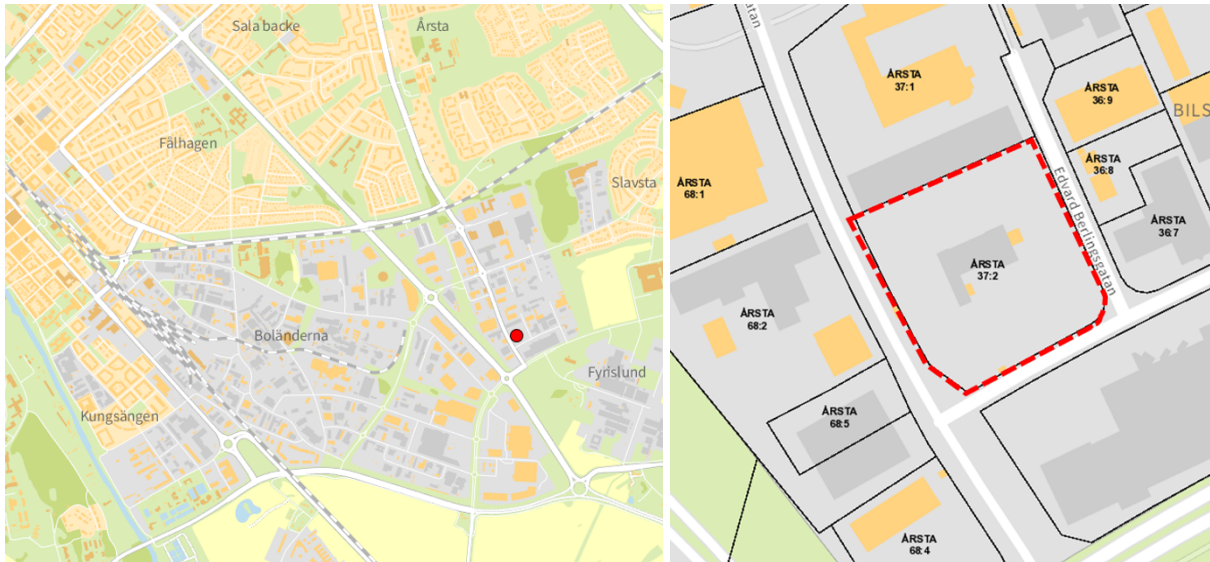 Sala backe
Årsta
Fålhagen
Slavsta
Boländerna
Fyrislund
Kungsängen
gatan
ÅRSTA
37:1
ÅRSTA
36:9
BILS
ÅRSTA
36:8
ÅRSTA
68:1
Edvard Berlingsgatan
ÅRSTA
36:7
ÅRSTA
37:2
ÅRSTA
68:2
ÅRSTA
68:5
ÅRSTA
68:4